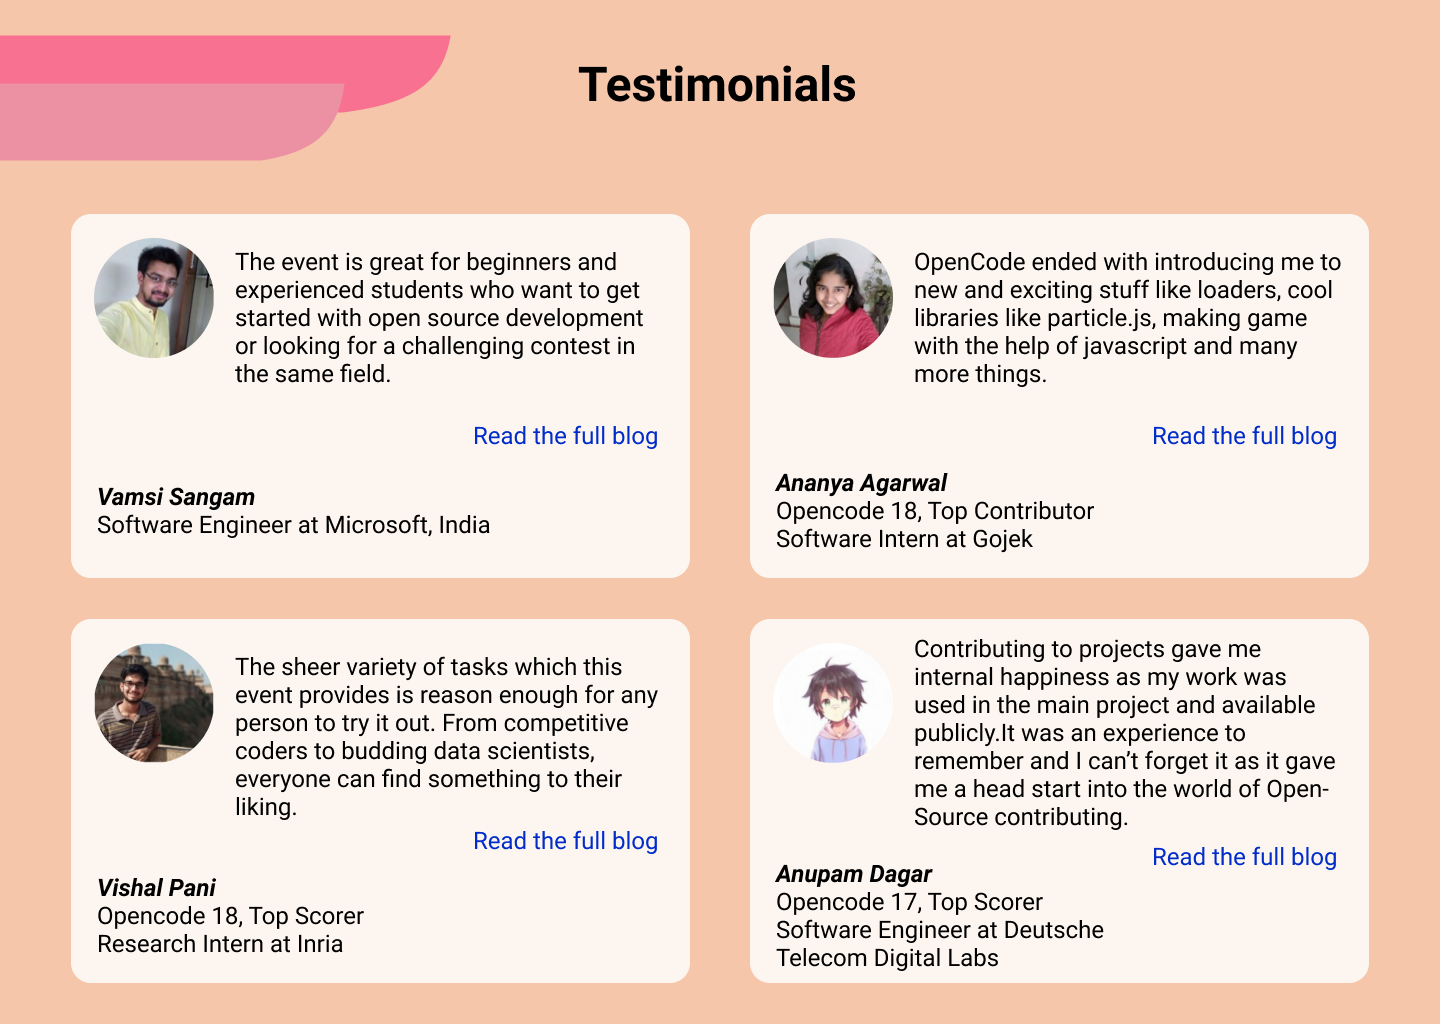 Testimonials
The event is great for beginners and
experienced students who want to get
started with open source development
or looking for a challenging contest in
the same field.
Read the full blog
Vamsi Sangam
Software Engineer at Microsoft, India
OpenCode ended with introducing me to
new and exciting stuff like loaders, cool
libraries like particle.js, making game
with the help of javascript and many
more things.
Read the full blog
Ananya Agarwal
Opencode 18, Top Contributor
Software Intern at Gojek
The sheer variety of tasks which this
event provides is reason enough for any
person to try it out. From competitive
coders to budding data scientists,
everyone can find something to their
liking.
Read the full blog
Vishal Pani
Opencode 18, Top Scorer
Research Intern at Inria
Contributing to projects gave me
internal happiness as my work was
used in the main project and available
publicly.It was an experience to
remember and I can’t forget it as it gave
me a head start into the world of Open-
Source contributing.
Read the full blog
Anupam Dagar
Opencode 17, Top Scorer
Software Engineer at Deutsche
Telecom Digital Labs